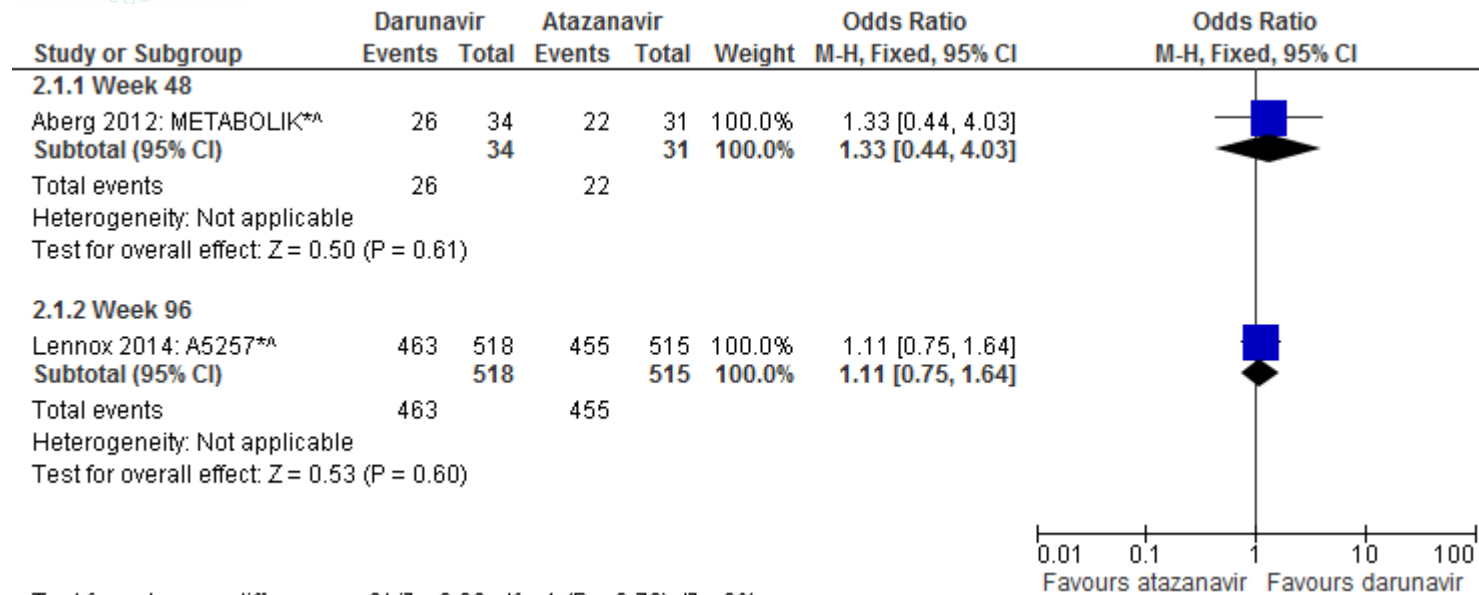 Darunavir Atazanavir Odds Ratio Odds Ratio
Study or Subgroup Events Total Events Total Weight M-H, Fixed, 95% CI M-H, Fixed, 95% CI
2.1.1 Week 48
Aberg 2012: METABOLIK*^ 26 34 22 31 100.0% 1.33 [0.44, 4.03]
Subtotal (95% CI) 34 31 100.0% 1.33 [0.44, 4.03]
Total events 26 22
Heterogeneity: Not applicable
Test for overall effect: Z = 0.50 (P = 0.61)
2.1.2 Week 96
Lennox 2014: A5257*^ 463 518 455 515 100.0% 1.11 [0.75, 1.64]
Subtotal (95% CI) 518 515 100.0% 1.11 [0.75, 1.64]
Total events 463 455
Heterogeneity: Not applicable
Test for overall effect: Z = 0.53 (P = 0.60)
0.01 0.1 1 10 100
Favours atazanavir Favours darunavir